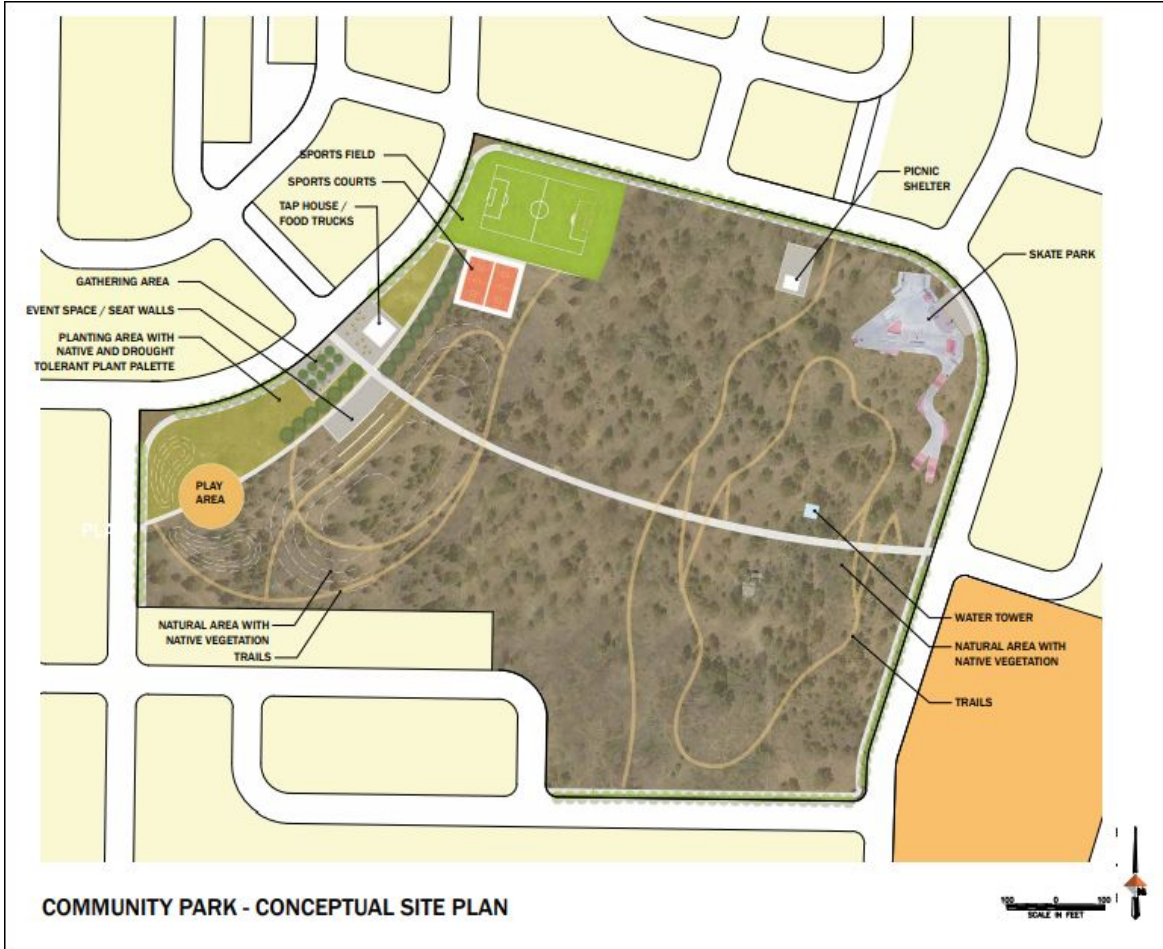 SPORTS FIELD
SPORTS COURTS
TAP HOUSE /
FOOD TRUCKS
GATHERING AREA
EVENT SPACE / SEAT WALLS
PLANTING AREA WITH
NATIVE AND DROUGHT
TOLERANT PLANT PALETTE
PICNIC
SHELTER
SKATE PARK
PLAY
AREA
NATURAL AREA WITH
NATIVE VEGETATION
TRAILS
WATER TOWER
NATURAL AREA WITH
NATIVE VEGETATION
TRAILS
COMMUNITY PARK - CONCEPTUAL SITE PLAN
100 0 100
SCALE IN FEET